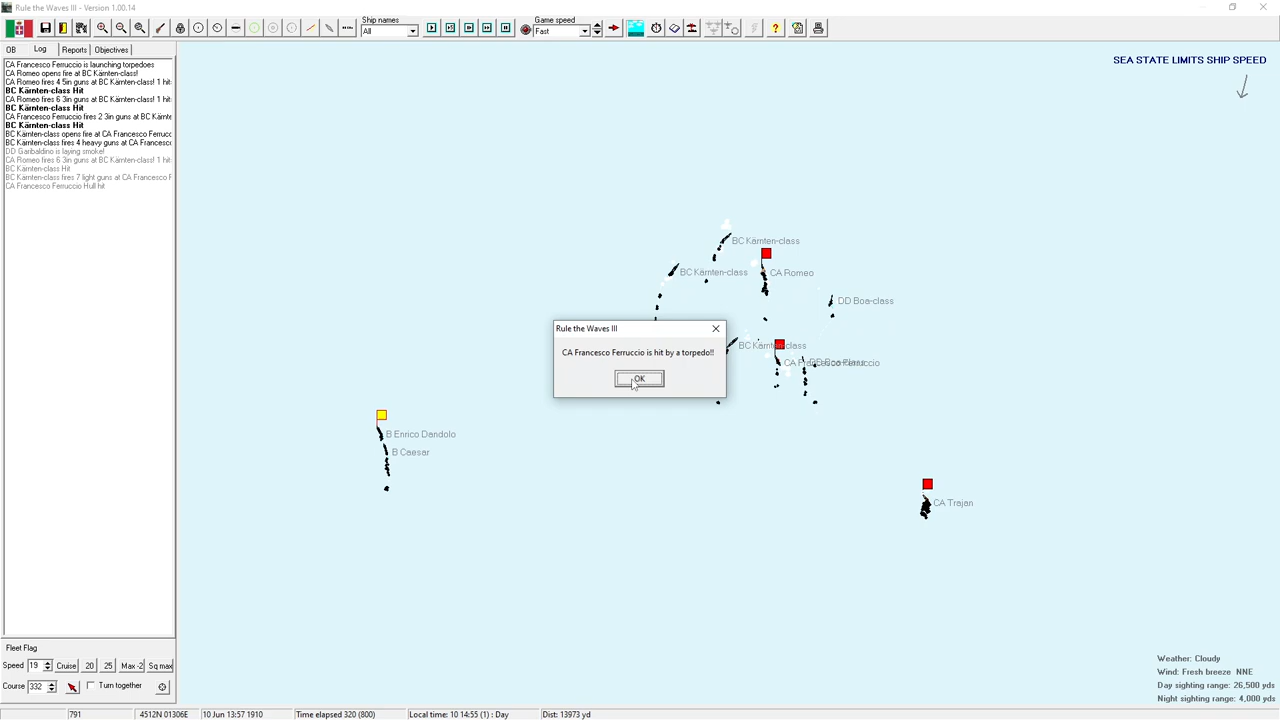 Rule the Waves III - Version 1.00.14
Ship names
All
Game speed
Fast
OB
Log
Reports
Objectives
SEA STATE LIMITS SHIP SPEED
CA Francesco Ferruccio is launching torpedoes
CA Romeo opens fire at BC Kärnten-class!
CA Romeo fires 4 5in guns at BC Kärnten-class! 1 hit
BC Kärnten-class Hit
CA Romeo fires 6 3in guns at BC Kärnten-class! 1 hit
BC Kärnten-class Hit
CA Francesco Ferruccio fires 2 3in guns at BC Kärnte
BC Kärnten-class Hit
BC Kärnten-class opens fire at CA Francesco Ferrucc
BC Kärnten-class fires 4 heavy guns at CA Francesc
DD Garibaldino is laying smoke!
CA Romeo fires 6 3in guns at BC Kärnten-class! 1 hit
BC Kärnten-class Hit
BC Kärnten-class fires 7 light guns at CA Francesco F
CA Francesco Ferruccio Hull hit
BC Kärnten-class
BC Kärnten-class
CA Romeo
DD Boa-class
BC Kärnten-class
CA Francesco Ferruccio
Rule the Waves III
CA Francesco Ferruccio is hit by a torpedo!!
OK
B Enrico Dandolo
B Caesar
CA Trajan
Fleet Flag
Speed 19 Cruise 20 25 Max -2 Sq max
Course 332 Turn together
Weather: Cloudy
Wind: Fresh breeze NNE
Day sighting range: 26,500 yds
Night sighting range: 4,000 yds
791
4512N 01306E
10 Jun 13:57 1910
Time elapsed 320 (800)
Local time: 10 14:55 (1) : Day
Dist: 13973 yd